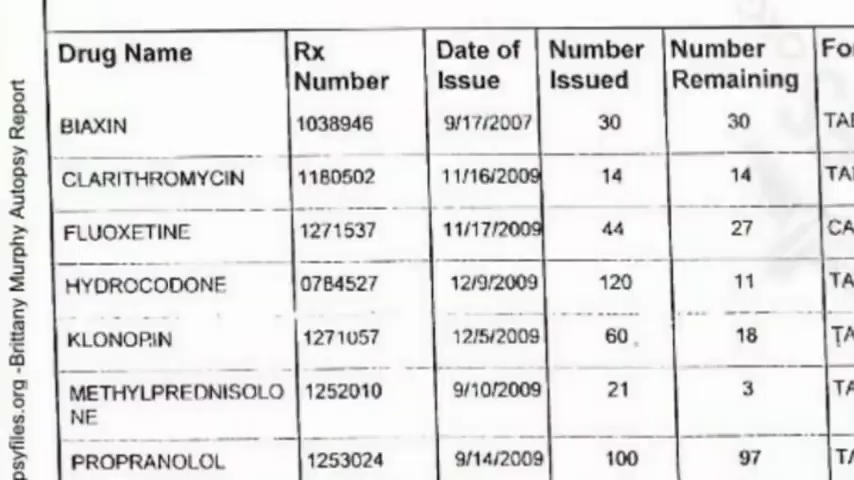 Drug Name Rx Number Date of Issue Number Issued Number Remaining
BIAXIN 1038946 9/17/2007 30 30
CLARITHROMYCIN 1180502 11/16/2009 14 14
FLUOXETINE 1271537 11/17/2009 44 27
HYDROCODONE 0784527 12/9/2009 120 11
KLONOPIN 1271057 12/5/2009 60 18
METHYLPREDNISOLO
NE 1252010 9/10/2009 21 3
PROPRANOLOL 1253024 9/14/2009 100 97
psyfiles.org -Brittany Murphy Autopsy Report